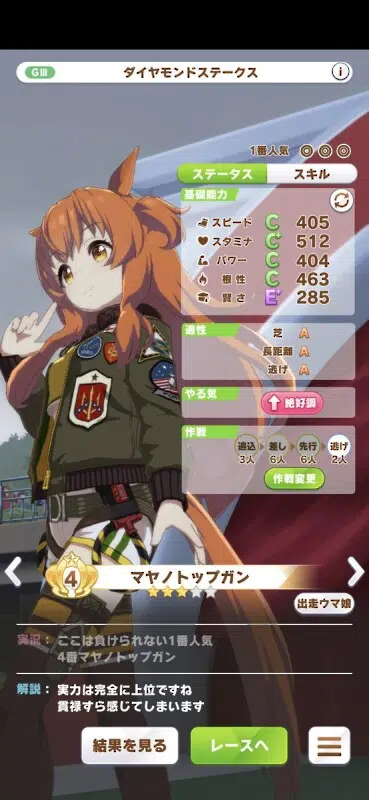 GⅢ ダイヤモンドステークス i
1番人気 ◎ ◎ ◎
ステータス スキル
基礎能力
スピード C 405
スタミナ C+ 512
パワー C 404
根性 C 463
賢さ E+ 285
適性
芝 A
長距離 A
逃げ A
やる気
絶好調
作戦
追込 差し 先行 逃げ
3人 6人 6人 2人
作戦変更
4 マヤノトップガン
出走ウマ娘
実況： ここは負けられない1番人気
4番マヤノトップガン
解説： 実力は完全に上位ですね
貫禄すら感じてしまいます
結果を見る レースへ